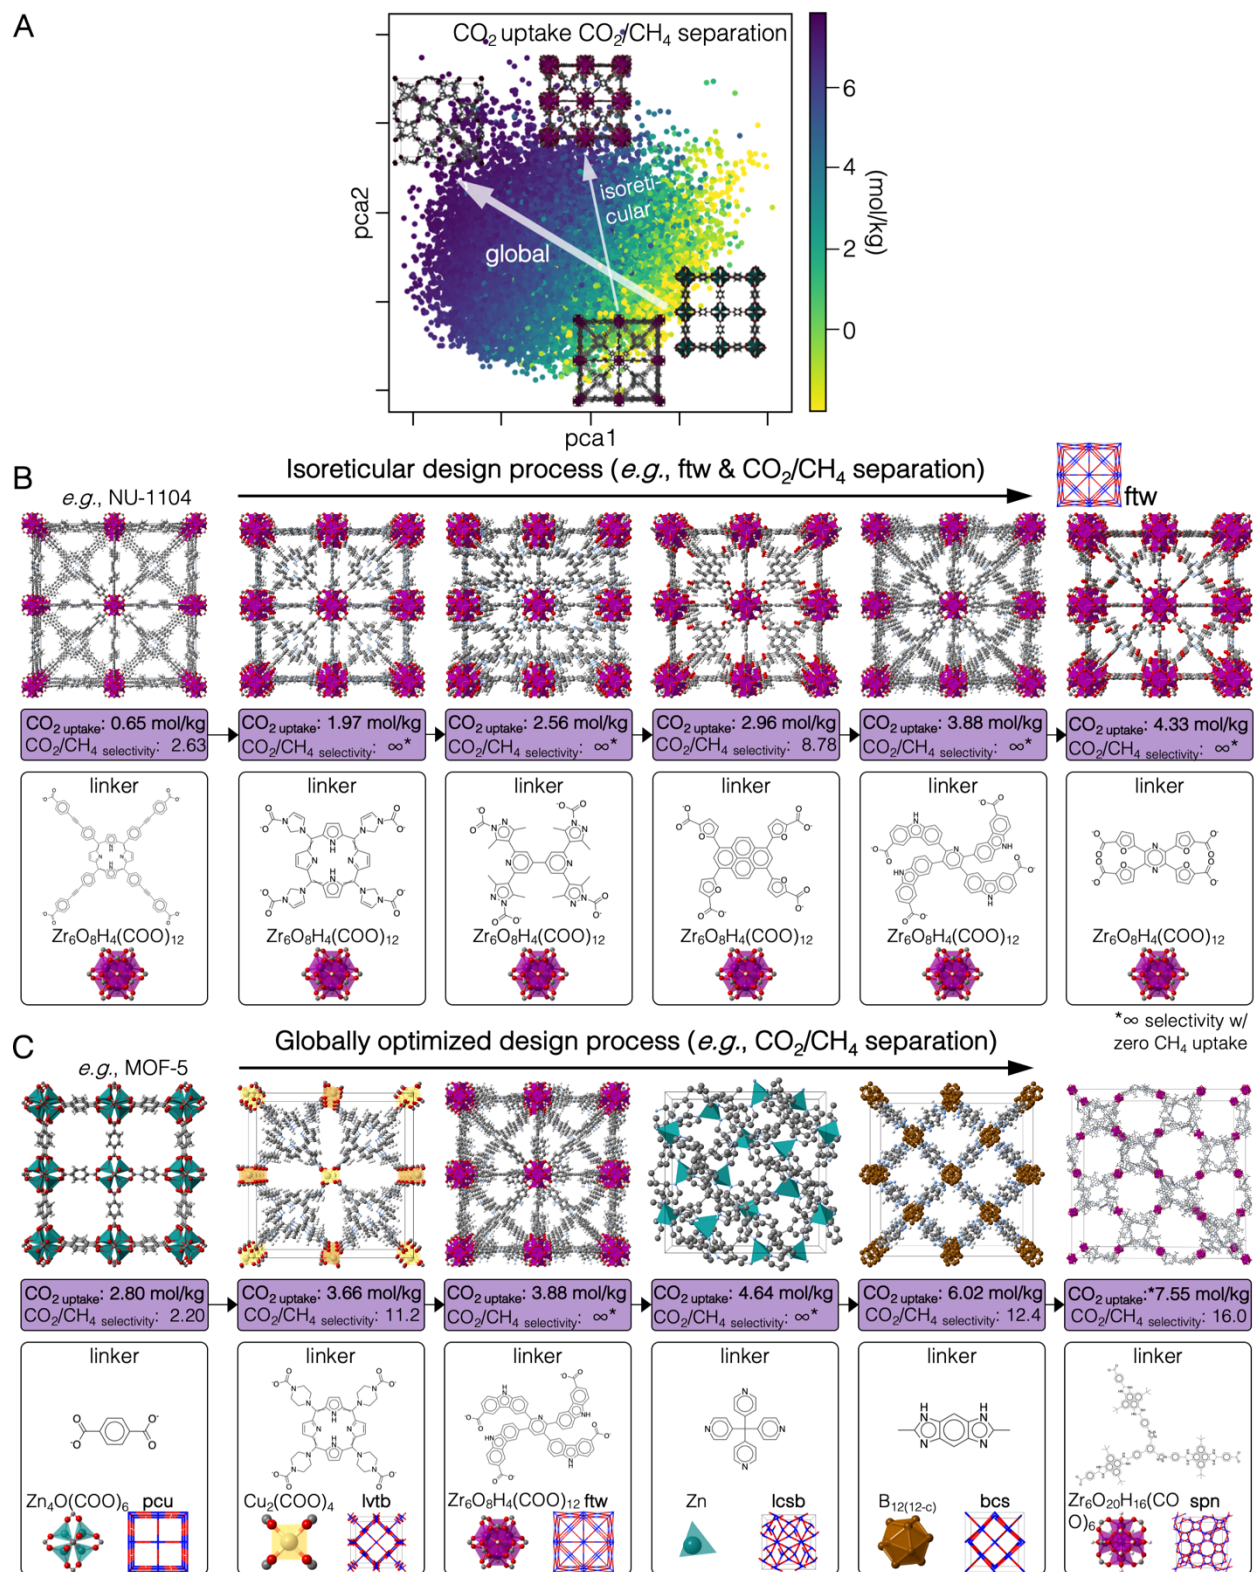 A
CO₂ uptake CO₂/CH₄ separation
isoreti-
cular
global
pca2
pca1
6
4
2
0
(mol/kg)
B
Isoreticular design process (e.g., ftw & CO₂/CH₄ separation)
e.g., NU-1104
ftw
CO₂ uptake: 0.65 mol/kg
CO₂/CH₄ selectivity: 2.63
CO₂ uptake: 1.97 mol/kg
CO₂/CH₄ selectivity: ∞*
CO₂ uptake: 2.56 mol/kg
CO₂/CH₄ selectivity: ∞*
CO₂ uptake: 2.96 mol/kg
CO₂/CH₄ selectivity: 8.78
CO₂ uptake: 3.88 mol/kg
CO₂/CH₄ selectivity: ∞*
CO₂ uptake: 4.33 mol/kg
CO₂/CH₄ selectivity: ∞*
linker
Zr₆O₈H₄(COO)₁₂
linker
Zr₆O₈H₄(COO)₁₂
linker
Zr₆O₈H₄(COO)₁₂
linker
Zr₆O₈H₄(COO)₁₂
linker
Zr₆O₈H₄(COO)₁₂
linker
Zr₆O₈H₄(COO)₁₂
*∞ selectivity w/
zero CH₄ uptake
C
Globally optimized design process (e.g., CO₂/CH₄ separation)
e.g., MOF-5
CO₂ uptake: 2.80 mol/kg
CO₂/CH₄ selectivity: 2.20
CO₂ uptake: 3.66 mol/kg
CO₂/CH₄ selectivity: 11.2
CO₂ uptake: 3.88 mol/kg
CO₂/CH₄ selectivity: ∞*
CO₂ uptake: 4.64 mol/kg
CO₂/CH₄ selectivity: ∞*
CO₂ uptake: 6.02 mol/kg
CO₂/CH₄ selectivity: 12.4
CO₂ uptake:*7.55 mol/kg
CO₂/CH₄ selectivity: 16.0
linker
Zn₄O(COO)₆ pcu
linker
Cu₂(COO)₄ lvtb
linker
Zr₆O₈H₄(COO)₁₂ ftw
linker
Zn lcsb
linker
B₁₂(12-c) bcs
linker
Zr₆O₂₀H₁₆(CO
O)₆ spn